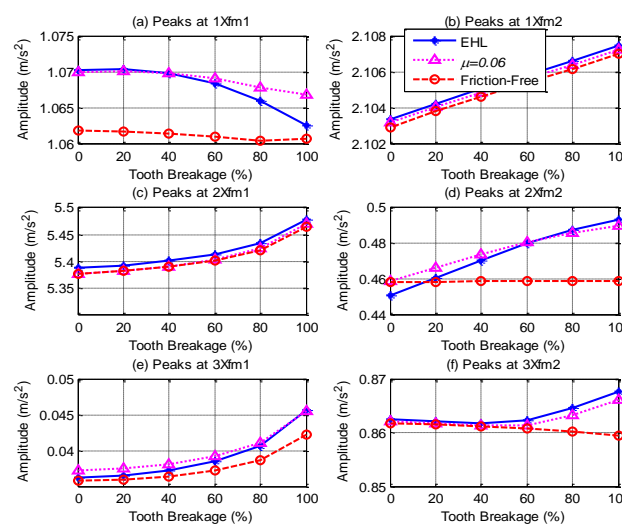 (a) Peaks at 1Xfm1
Amplitude (m/s²)
1.075
1.07
1.065
1.06
0 20 40 60 80 100
Tooth Breakage (%)
(b) Peaks at 1Xfm2
Amplitude (m/s²)
2.108
2.106
2.104
2.102
0 20 40 60 80 100
Tooth Breakage (%)
EHL
μ=0.06
Friction-Free
(c) Peaks at 2Xfm1
Amplitude (m/s²)
5.5
5.45
5.4
5.35
0 20 40 60 80 100
Tooth Breakage (%)
(d) Peaks at 2Xfm2
Amplitude (m/s²)
0.5
0.48
0.46
0.44
0 20 40 60 80 100
Tooth Breakage (%)
(e) Peaks at 3Xfm1
Amplitude (m/s²)
0.05
0.045
0.04
0 20 40 60 80 100
Tooth Breakage (%)
(f) Peaks at 3Xfm2
Amplitude (m/s²)
0.87
0.86
0.85
0 20 40 60 80 100
Tooth Breakage (%)